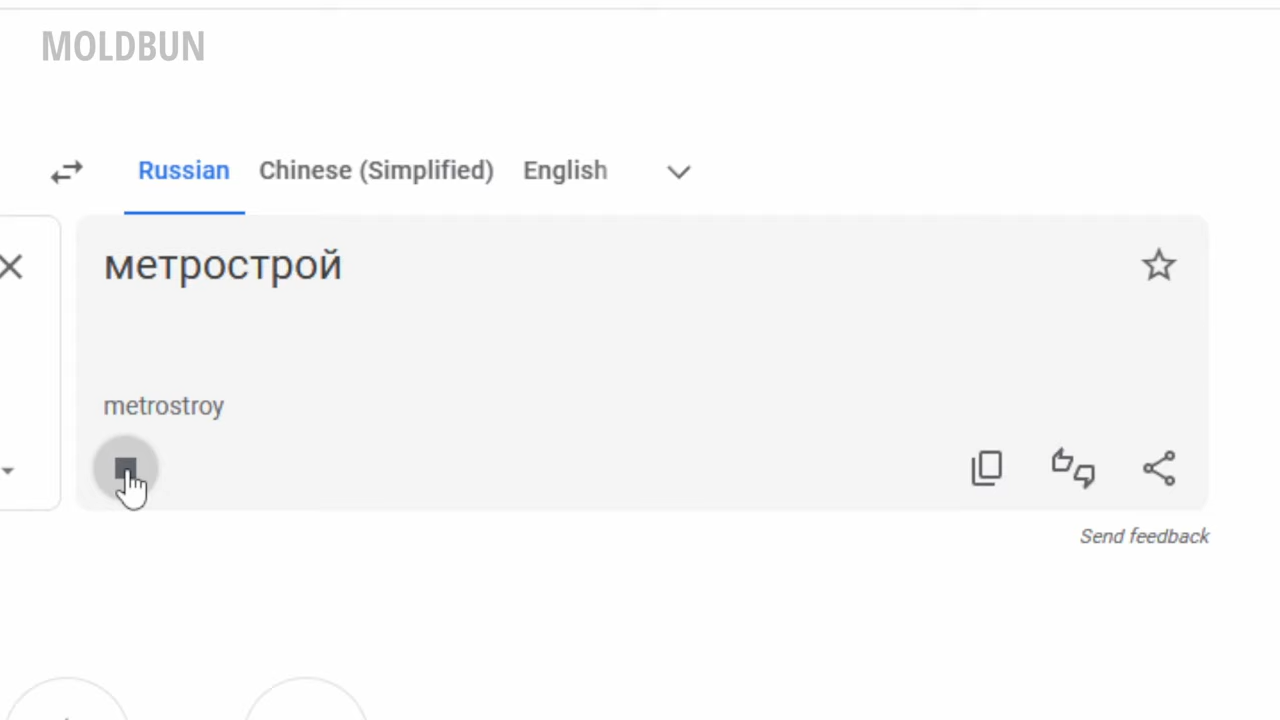 MOLDBUN
Russian Chinese (Simplified) English
метрострой
metrostroy
Send feedback